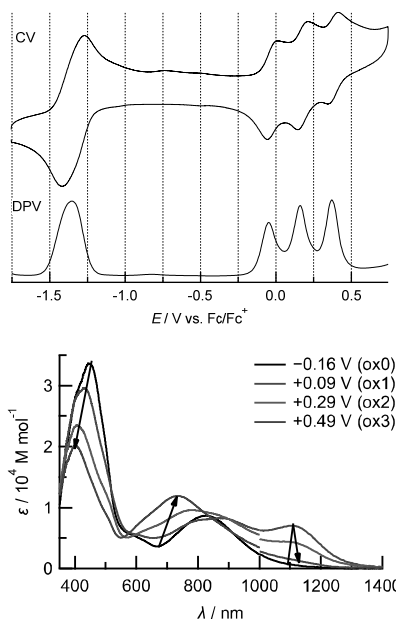 CV
DPV
-1.5 -1.0 -0.5 0.0 0.5
E / V vs. Fc/Fc⁺
−0.16 V (ox0)
+0.09 V (ox1)
+0.29 V (ox2)
+0.49 V (ox3)
3
2
1
0
ε / 10⁴ M mol⁻¹
400 600 800 1000 1200 1400
λ / nm